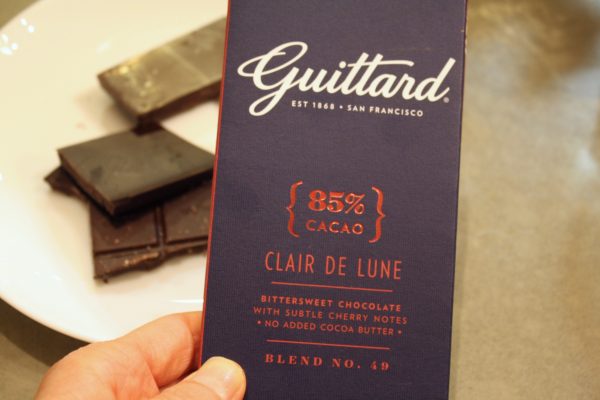 Guittard®
EST 1868 • SAN FRANCISCO
85%
CACAO
CLAIR DE LUNE
BITTERSWEET CHOCOLATE
WITH SUBTLE CHERRY NOTES
• NO ADDED COCOA BUTTER •
BLEND NO. 49